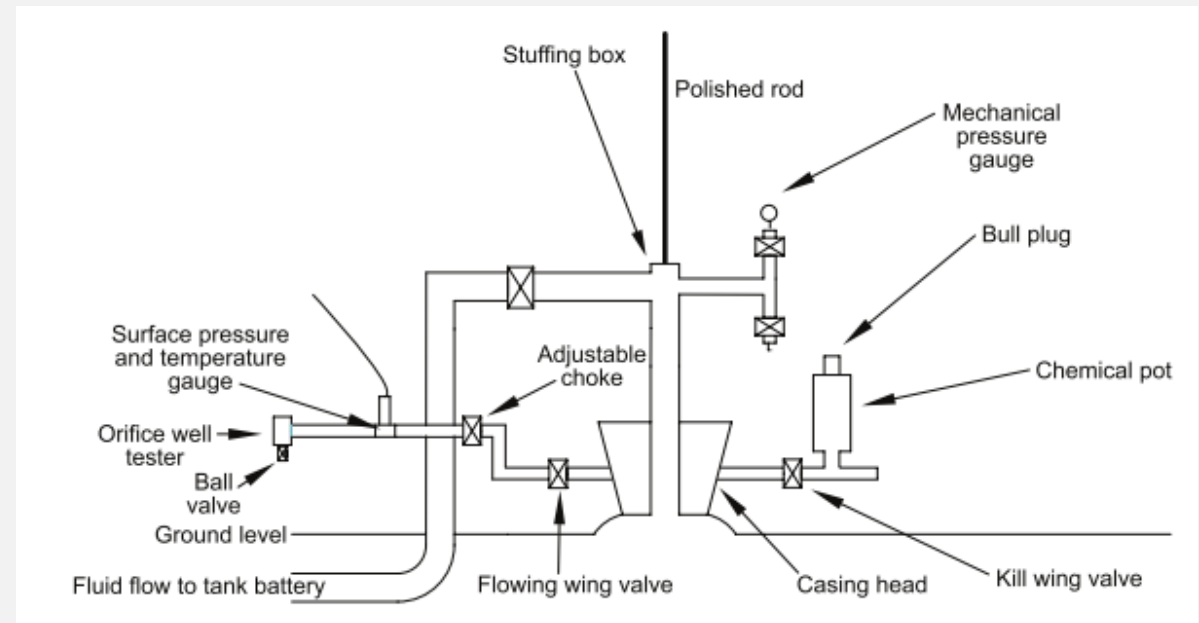 Stuffing box
Polished rod
Mechanical
pressure
gauge
Bull plug
Surface pressure
and temperature
gauge
Adjustable
choke
Chemical pot
Orifice well
tester
Ball
valve
Ground level
Fluid flow to tank battery
Flowing wing valve
Casing head
Kill wing valve